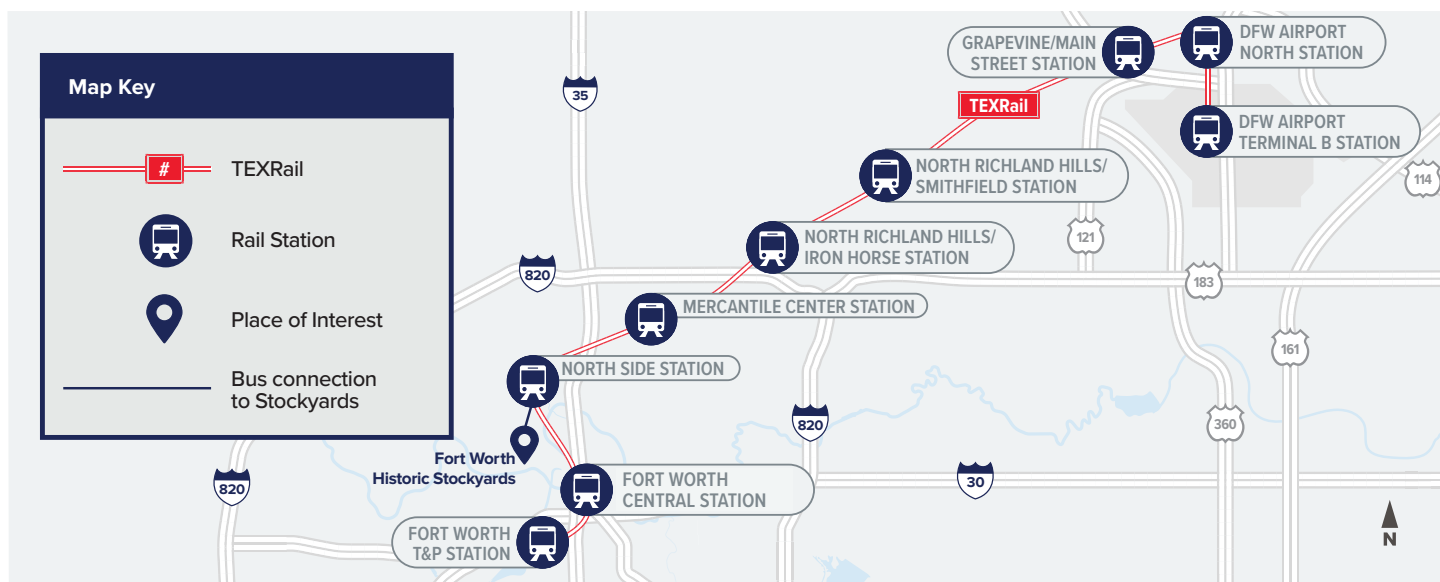 Map Key
#
TEXRail
Rail Station
Place of Interest
Bus connection
to Stockyards
35
GRAPEVINE/MAIN
STREET STATION
DFW AIRPORT
NORTH STATION
TEXRail
DFW AIRPORT
TERMINAL B STATION
NORTH RICHLAND HILLS/
SMITHFIELD STATION
114
121
NORTH RICHLAND HILLS/
IRON HORSE STATION
820
183
MERCANTILE CENTER STATION
161
NORTH SIDE STATION
820
360
Fort Worth
Historic Stockyards
820
FORT WORTH
CENTRAL STATION
30
FORT WORTH
T&P STATION
N